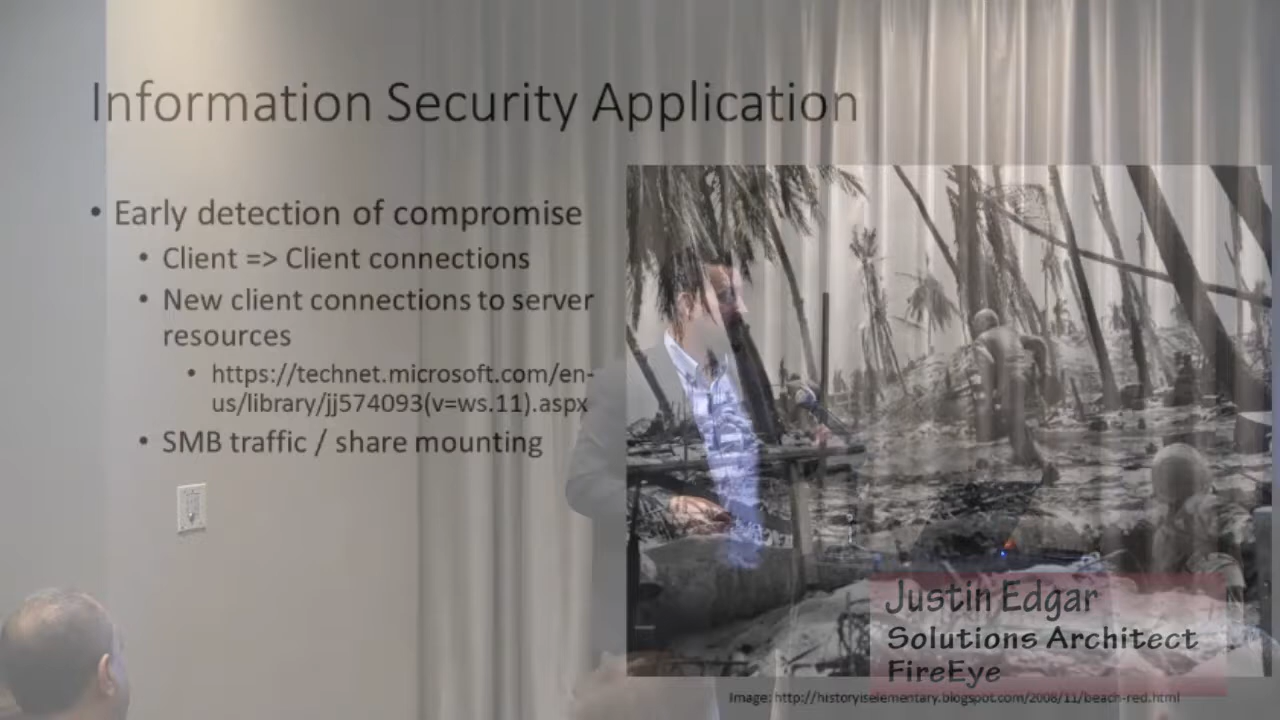 Information Security Application
• Early detection of compromise
• Client => Client connections
• New client connections to server
resources
• https://technet.microsoft.com/en-
us/library/jj574093(v=ws.11).aspx
• SMB traffic / share mounting
Justin Edgar
Solutions Architect
FireEye
Image: http://historyiselementary.blogspot.com/2008/11/beach-red.html